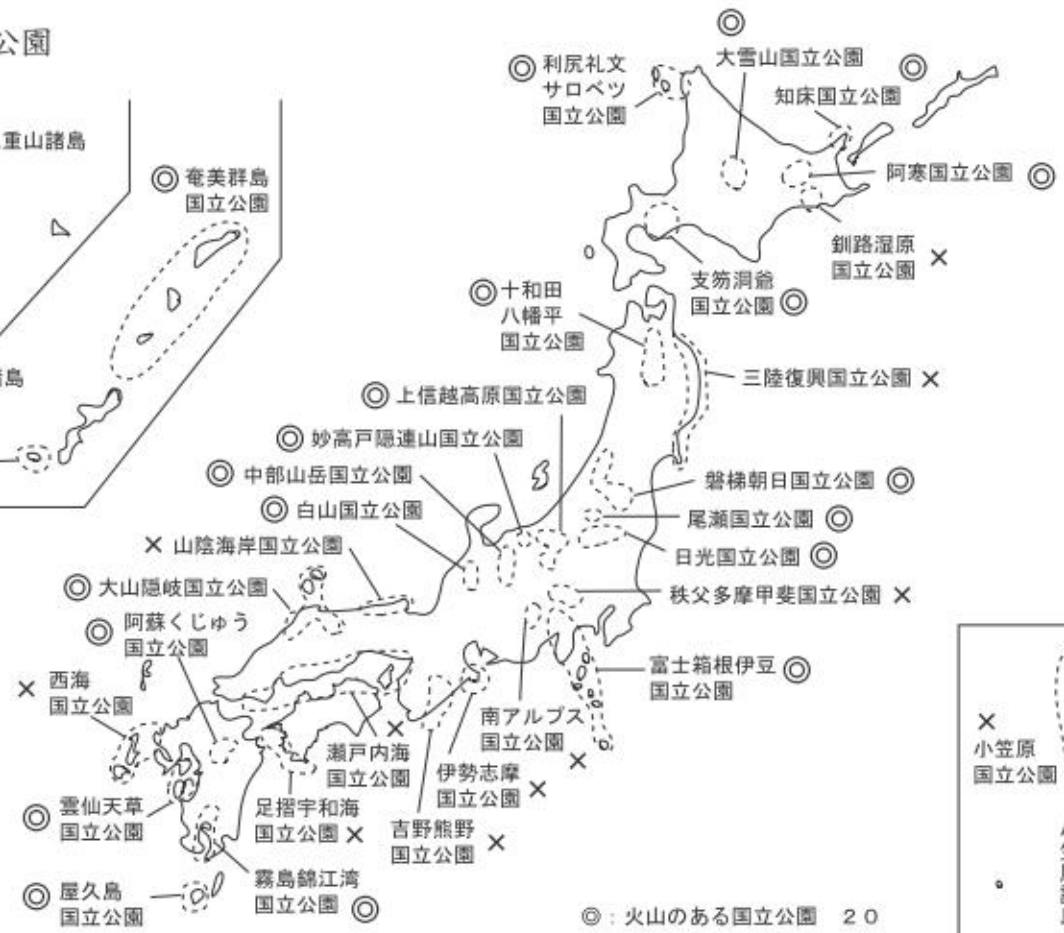 公園
重山諸島
◎ 奄美群島
国立公園
島
◎ 利尻礼文
サロベツ
国立公園
◎
大雪山国立公園
◎
知床国立公園
阿寒国立公園 ◎
釧路湿原
国立公園 ×
支笏洞爺
国立公園 ◎
◎ 十和田
八幡平
国立公園
三陸復興国立公園 ×
◎ 上信越高原国立公園
◎ 妙高戸隠連山国立公園
◎ 中部山岳国立公園
◎ 白山国立公園
× 山陰海岸国立公園
◎ 大山隠岐国立公園
◎ 阿蘇くじゅう
国立公園
× 西海
国立公園
磐梯朝日国立公園 ◎
尾瀬国立公園 ◎
日光国立公園 ◎
秩父多摩甲斐国立公園 ×
富士箱根伊豆
国立公園 ◎
南アルプス
国立公園
×
×
瀬戸内海
国立公園
伊勢志摩
国立公園 ×
吉野熊野
国立公園 ×
足摺宇和海
国立公園 ×
◎ 雲仙天草
国立公園
霧島錦江湾
国立公園 ◎
◎ 屋久島
国立公園
×
小笠原
国立公園
◎:火山のある国立公園 20